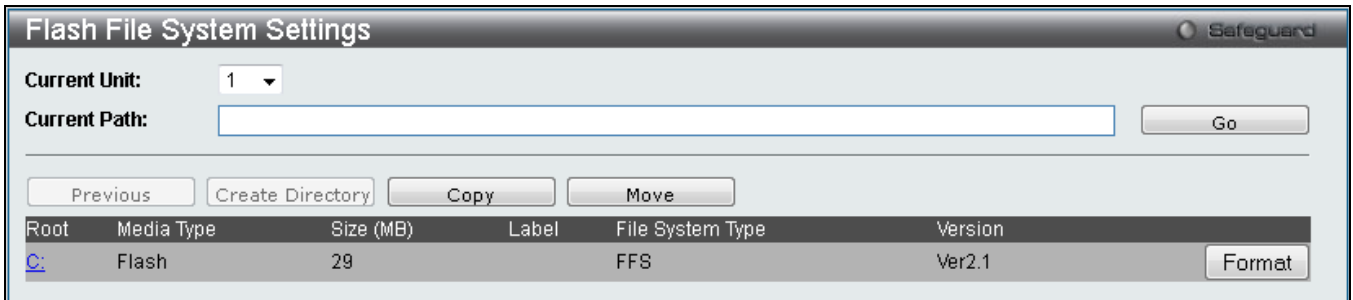 Flash File System Settings Safeguard
Current Unit: 1
Current Path: Go
Previous Create Directory Copy Move
Root Media Type Size (MB) Label File System Type Version
C: Flash 29 FFS Ver2.1 Format